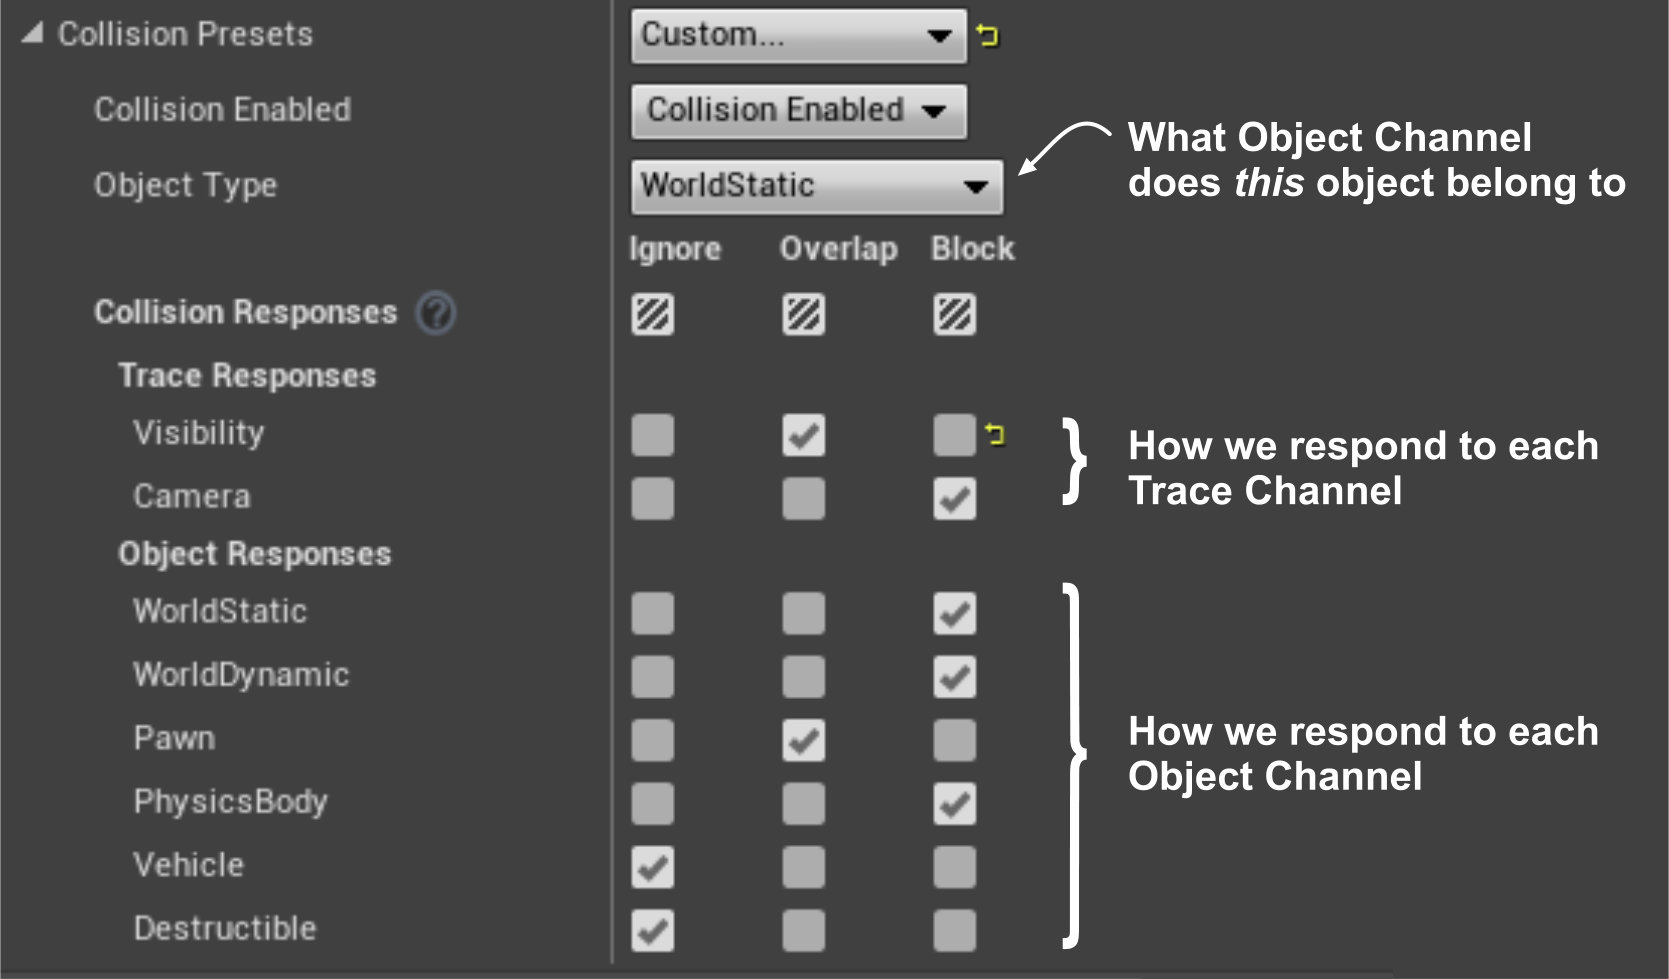 Collision Presets
Custom...
Collision Enabled
Collision Enabled
What Object Channel
does this object belong to
Object Type
WorldStatic
Ignore Overlap Block
Collision Responses ?
Trace Responses
Visibility
How we respond to each
Trace Channel
Camera
Object Responses
WorldStatic
WorldDynamic
Pawn
How we respond to each
Object Channel
PhysicsBody
Vehicle
Destructible